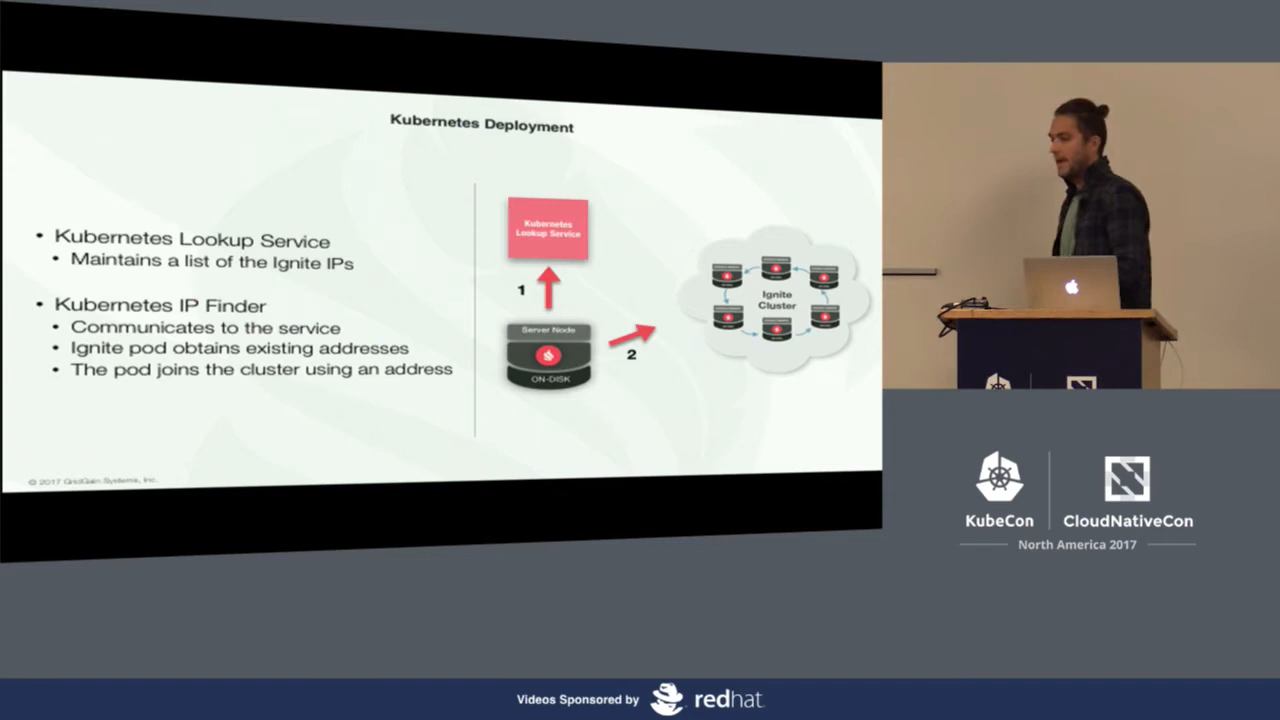 Kubernetes Deployment
• Kubernetes Lookup Service
• Maintains a list of the Ignite IPs
• Kubernetes IP Finder
• Communicates to the service
• Ignite pod obtains existing addresses
• The pod joins the cluster using an address
Kubernetes
Lookup Service
1
Server Node
ON-DISK
2
Ignite
Cluster
© 2017 GridGain Systems, Inc.
KubeCon
CloudNativeCon
North America 2017
Videos Sponsored by
redhat